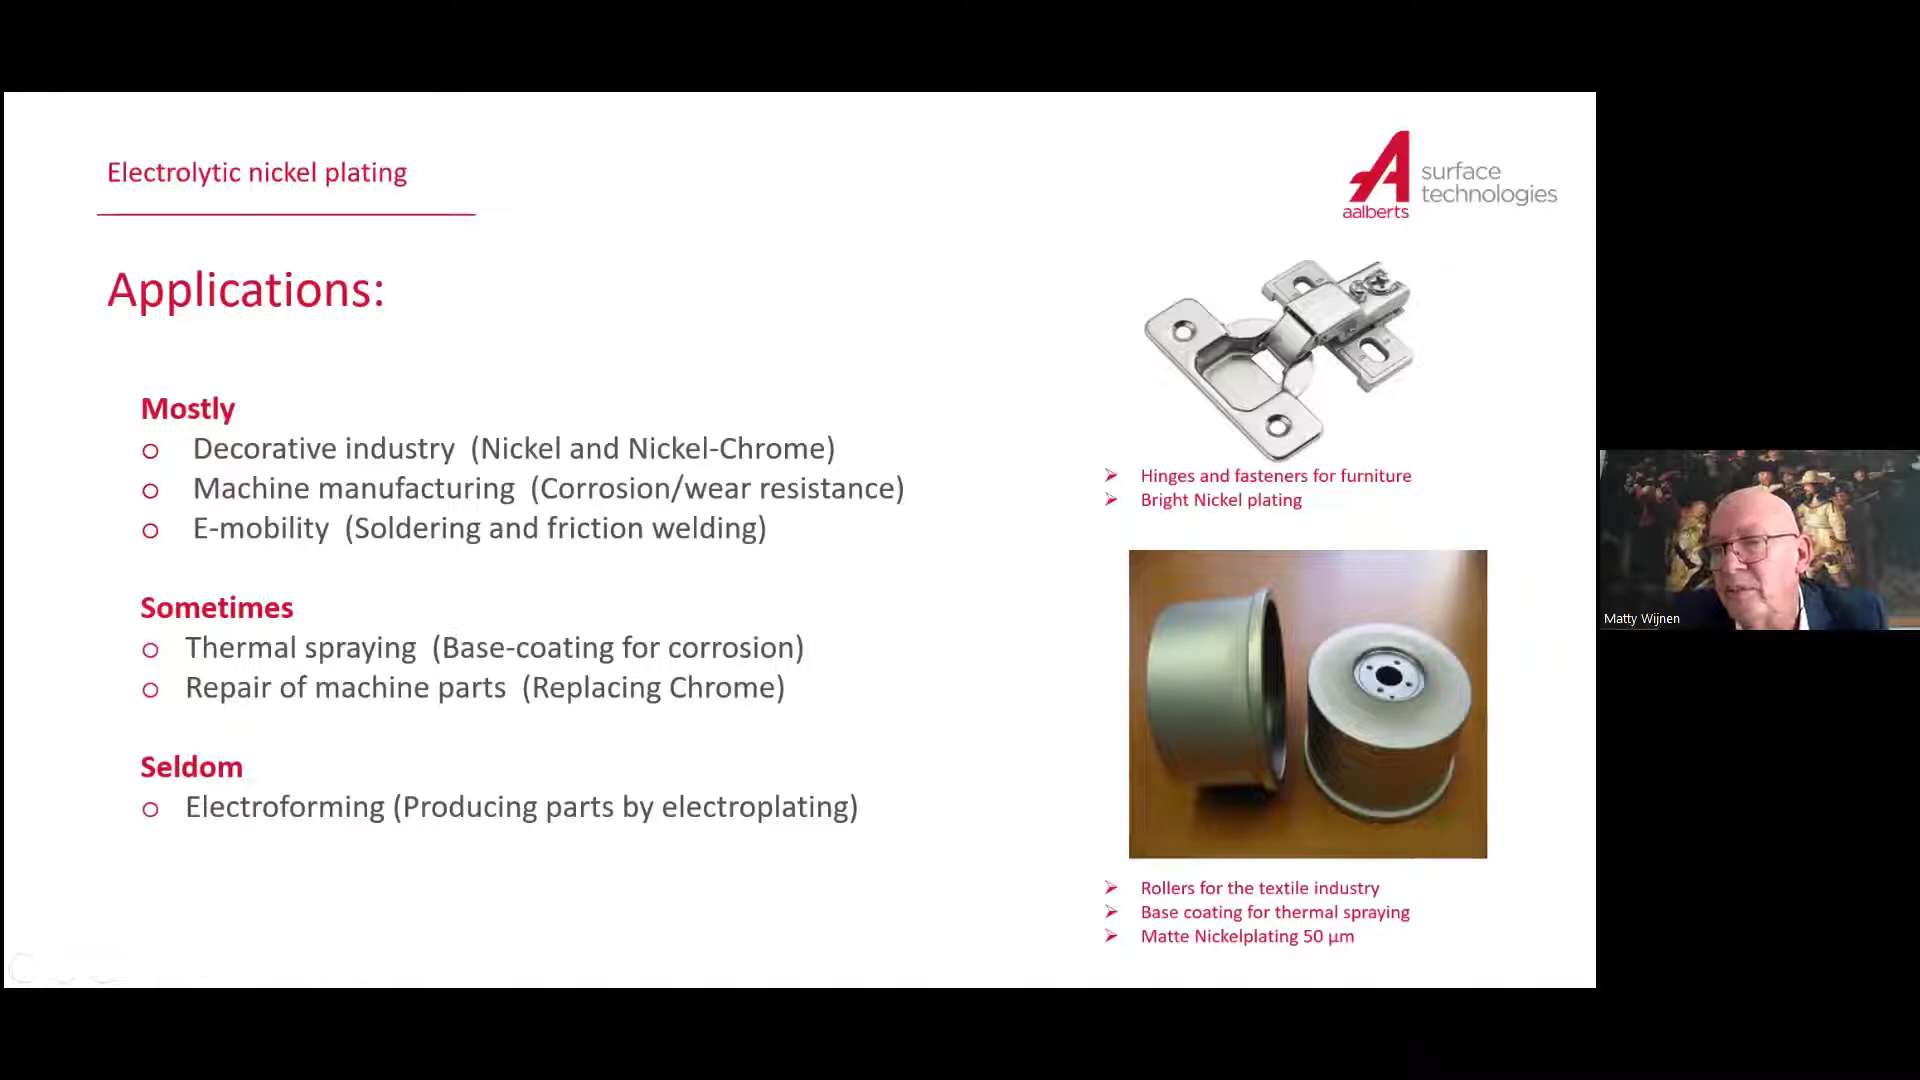 Electrolytic nickel plating
surface
technologies
aalberts
Applications:
Mostly
Decorative industry (Nickel and Nickel-Chrome)
Machine manufacturing (Corrosion/wear resistance)
E-mobility (Soldering and friction welding)
Sometimes
Thermal spraying (Base-coating for corrosion)
Repair of machine parts (Replacing Chrome)
Seldom
Electroforming (Producing parts by electroplating)
Hinges and fasteners for furniture
Bright Nickel plating
Rollers for the textile industry
Base coating for thermal spraying
Matte Nickelplating 50 µm
Matty Wijnen